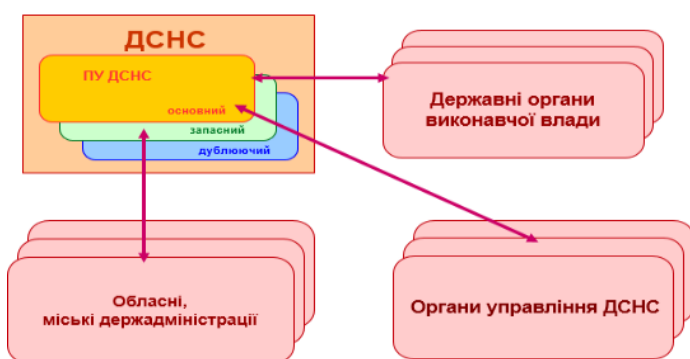 ДСНС
ПУ ДСНС
основний
запасний
дублюючий
Державні органи
виконавчої влади
Обласні,
міські держадміністрації
Органи управління ДСНС